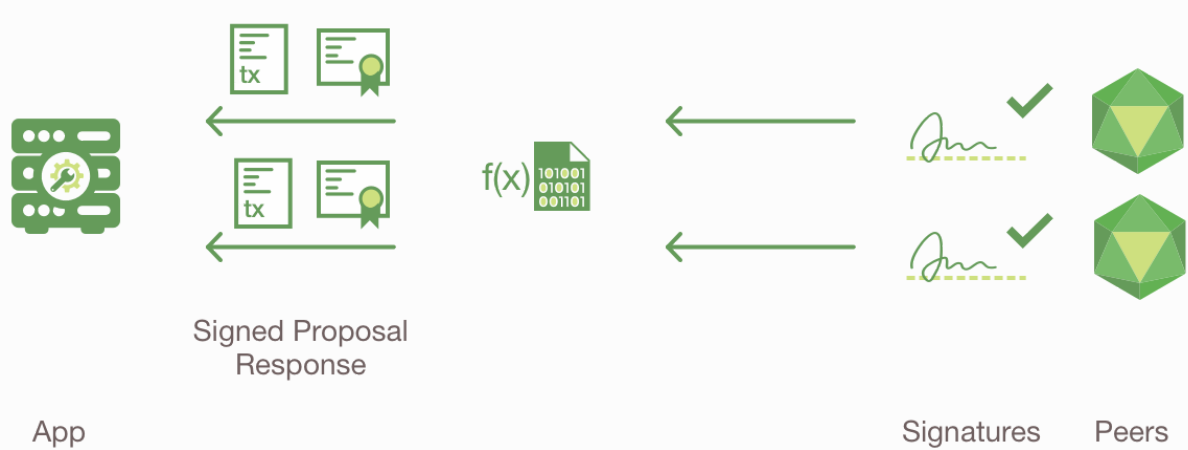 tx
tx
f(x)
101001
010101
001101
Signed Proposal
Response
App
Signatures
Peers